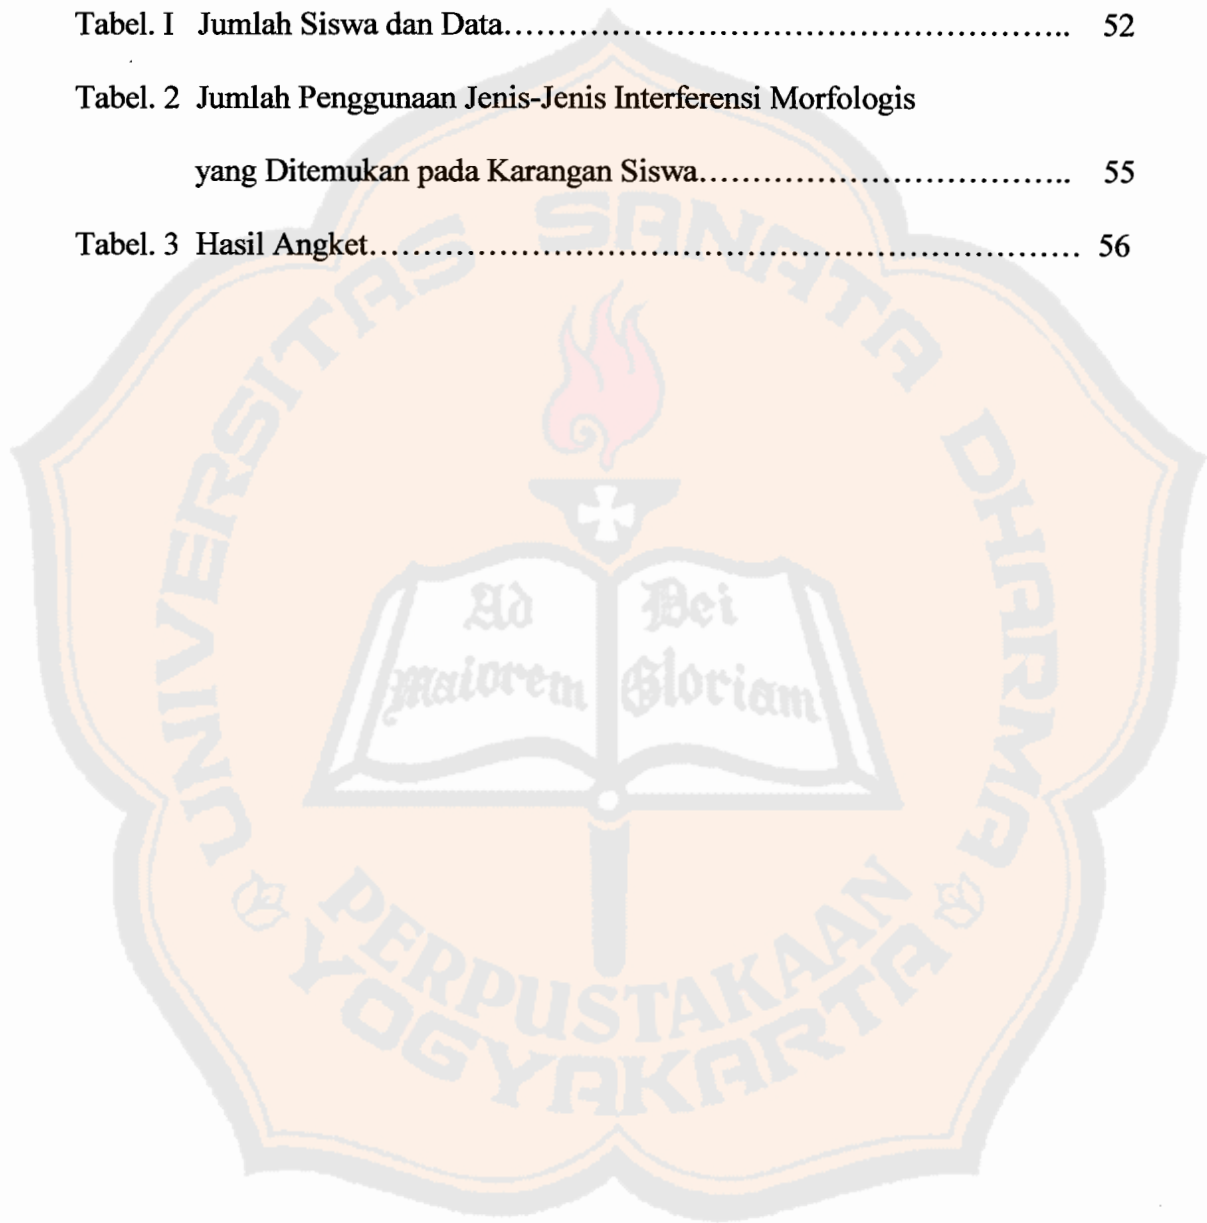 Tabel. I Jumlah Siswa dan Data…………………………………………….. 52
Tabel. 2 Jumlah Penggunaan Jenis-Jenis Interferensi Morfologis
yang Ditemukan pada Karangan Siswa…………………………….. 55
Tabel. 3 Hasil Angket………………………………………………………… 56
UNIVERSITAS SANATA DHARMA
Ad Dei
Maiorem Gloriam
PERPUSTAKAAN
YOGYAKARTA